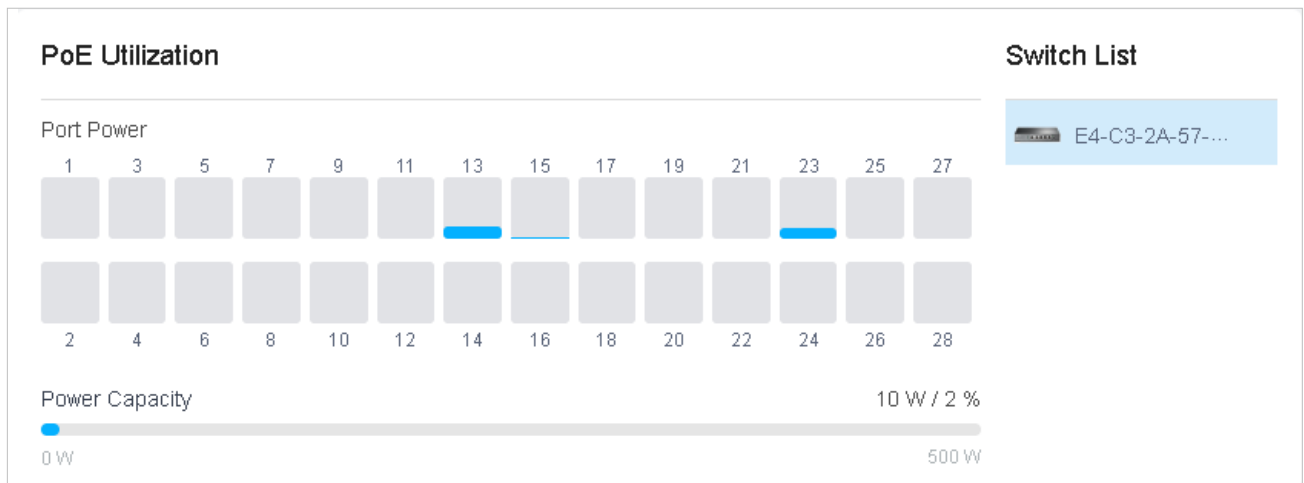 PoE Utilization
Switch List
Port Power
E4-C3-2A-57-...
1 3 5 7 9 11 13 15 17 19 21 23 25 27
2 4 6 8 10 12 14 16 18 20 22 24 26 28
Power Capacity 10 W / 2 %
0 W 500 W